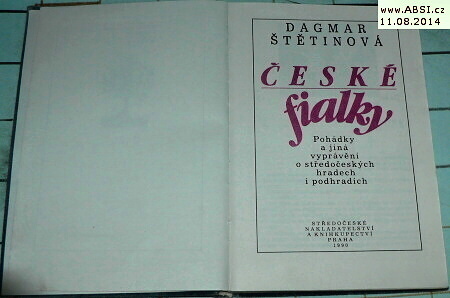 www.ABSI.cz
11.08.2014
DAGMAR
ŠTĚTINOVÁ
ČESKÉ
fialky
Pohádky
a jiná
vyprávění
o středočeských
hradech
i podhradích
STŘEDOČESKÉ
NAKLADATELSTVÍ
A KNIHKUPECTVÍ
PRAHA
1990